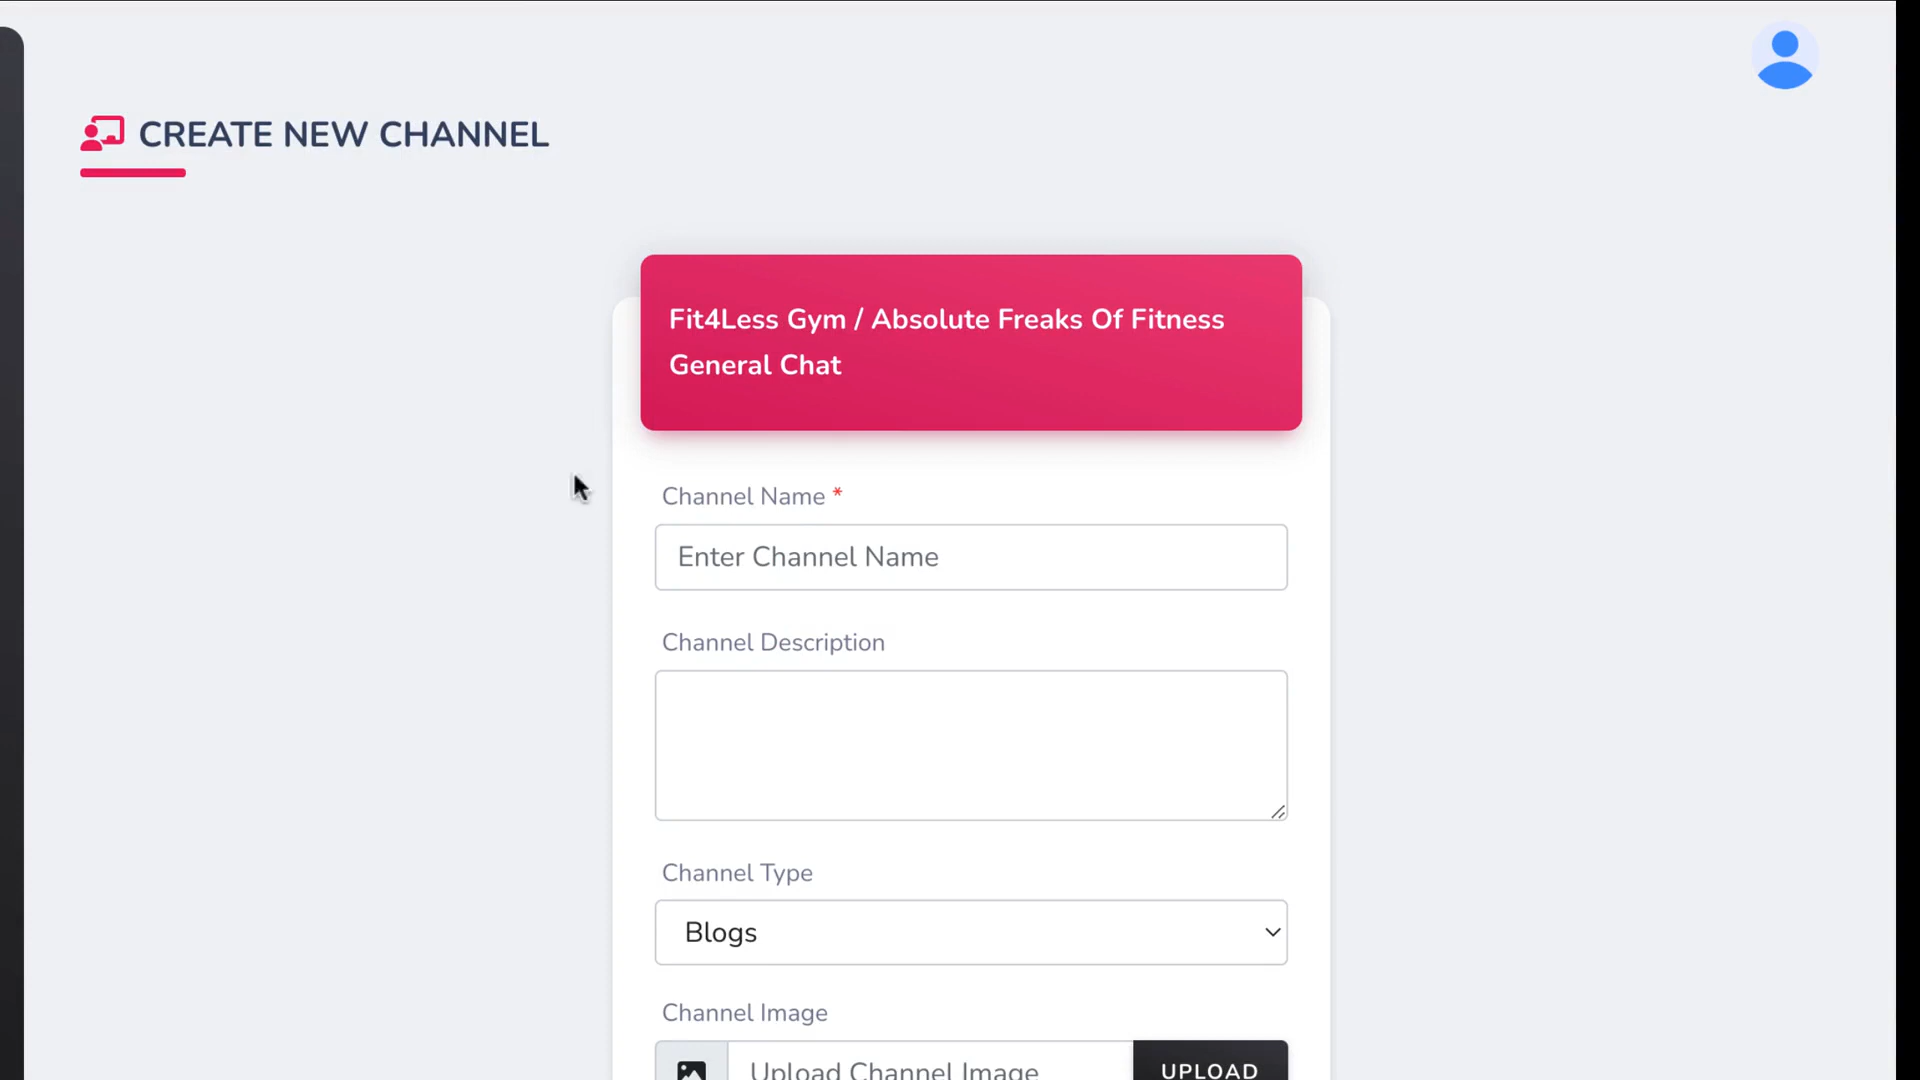 CREATE NEW CHANNEL
Fit4Less Gym / Absolute Freaks Of Fitness
General Chat
Channel Name *
Enter Channel Name
Channel Description
Channel Type
Blogs
Channel Image
Upload Channel Image
UPLOAD